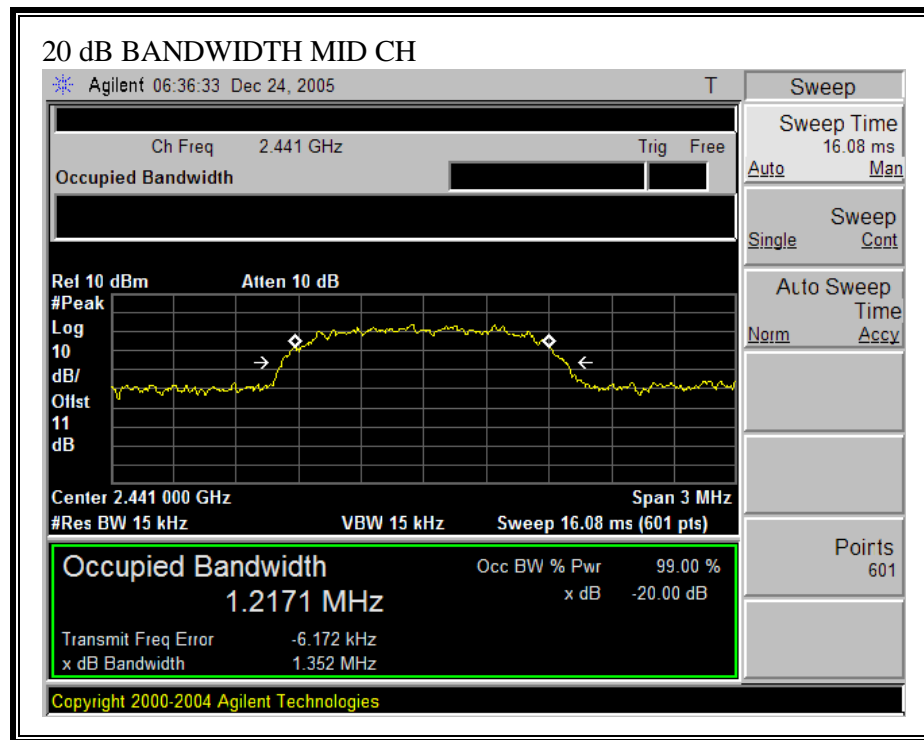 20 dB BANDWIDTH MID CH
Agilent 06:36:33 Dec 24, 2005 T
Ch Freq 2.441 GHz Trig Free
Occupied Bandwidth
Ref 10 dBm Atten 10 dB
#Peak
Log
10
dB/
Offst
11
dB
Center 2.441 000 GHz Span 3 MHz
#Res BW 15 kHz VBW 15 kHz Sweep 16.08 ms (601 pts)
Occupied Bandwidth
1.2171 MHz
Occ BW % Pwr 99.00 %
x dB -20.00 dB
Transmit Freq Error -6.172 kHz
x dB Bandwidth 1.352 MHz
Copyright 2000-2004 Agilent Technologies
Sweep
Sweep Time
16.08 ms
Auto Man
Sweep
Single Cont
Auto Sweep
Time
Norm Accy
Points
601